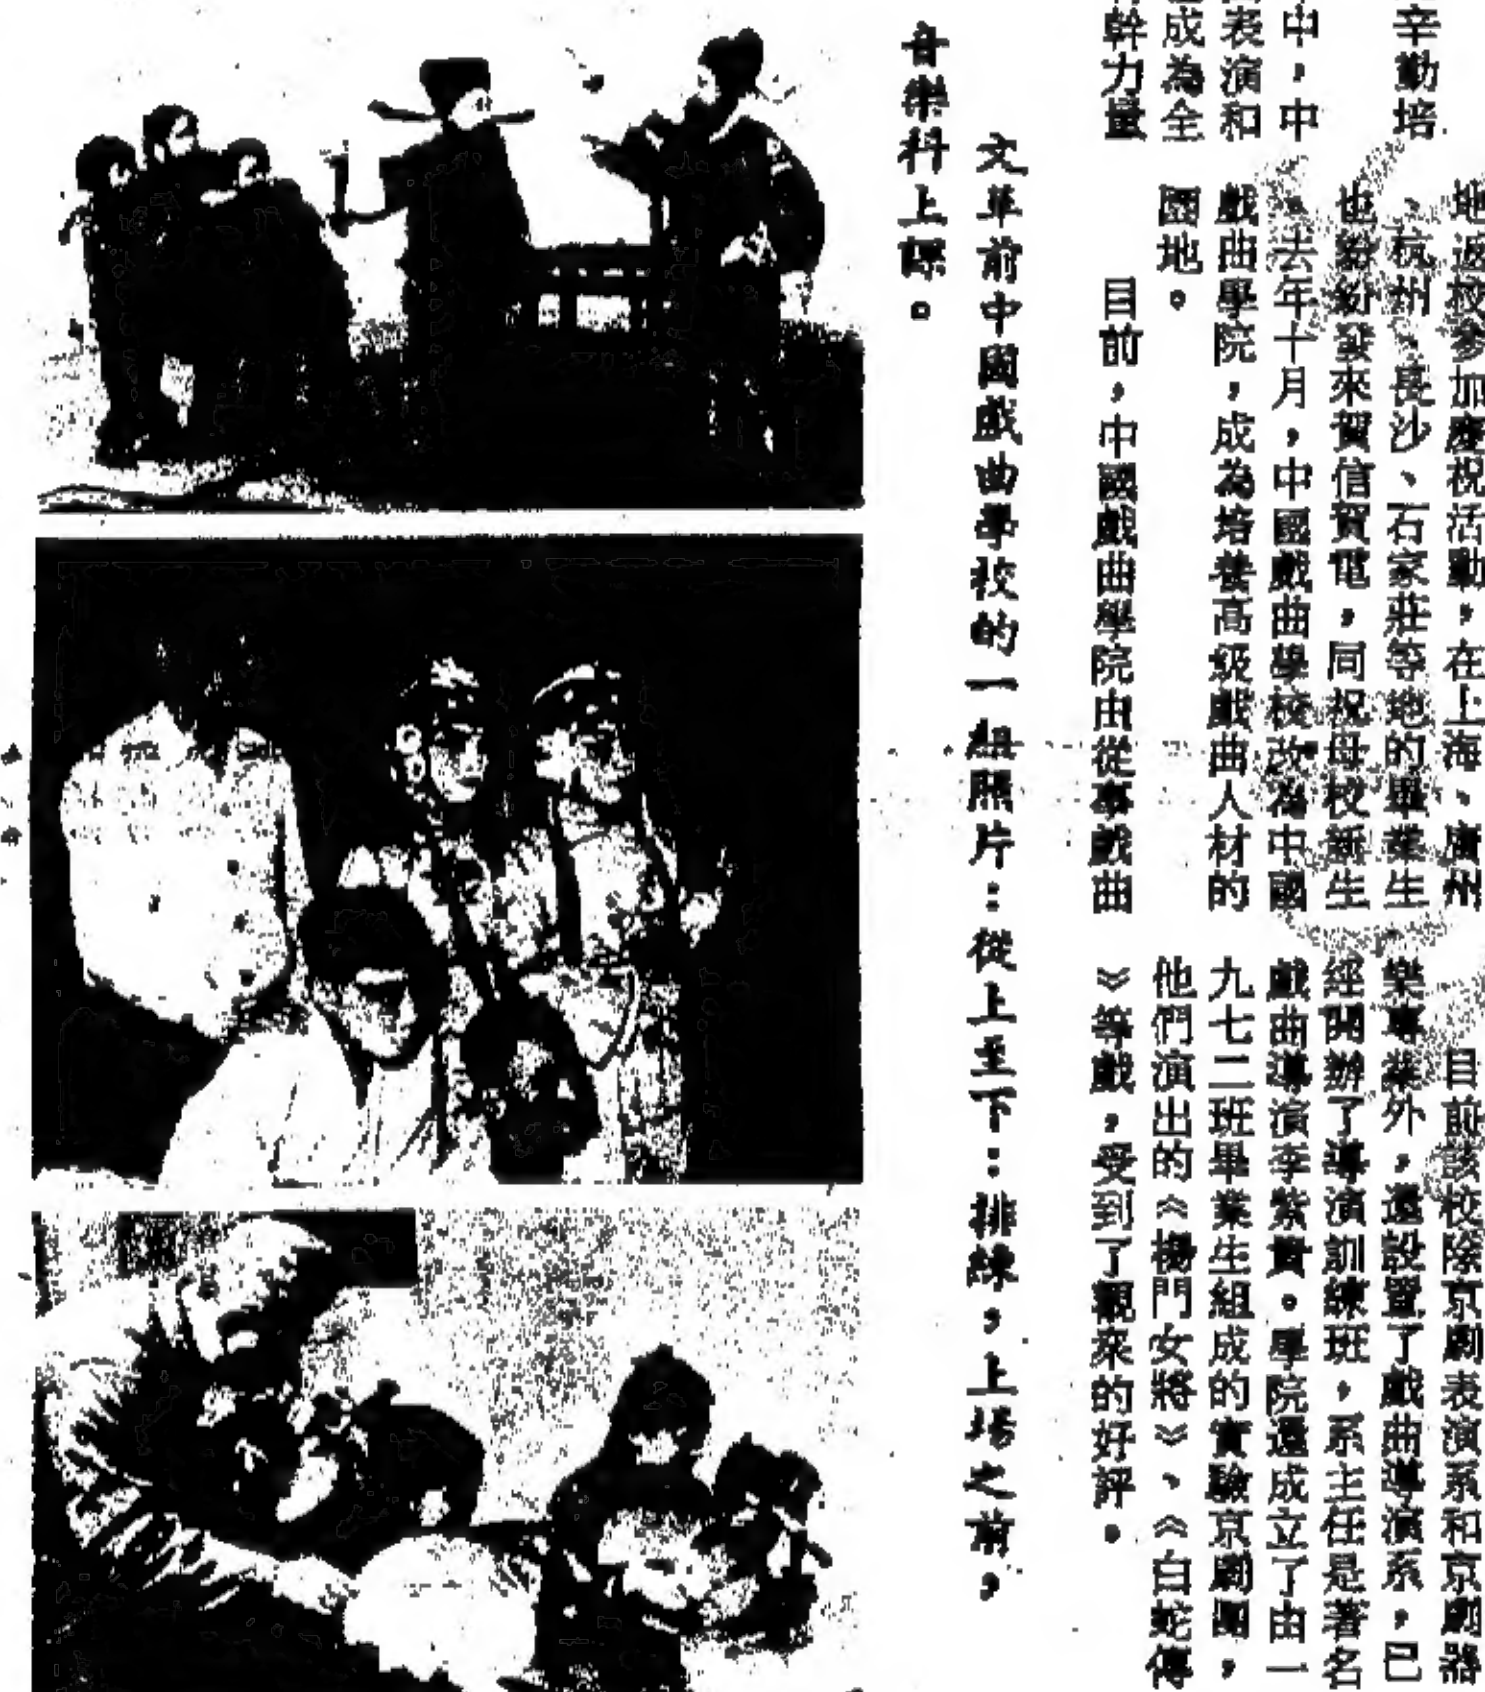 辛勤培
中，中
表演和
成為全
幹力量
地返校參加慶祝活動，在上海、廣州
、杭州、長沙、石家莊等地的畢業生
也紛紛發來賀信賀電，同祝母校新生
。去年十月，中國戲曲學校改為中國
戲曲學院，成為培養高級戲曲人材的
園地。
目前，中國戲曲學院由從事戲曲
目前該校除京劇表演系和京劇器
樂專業外，還設置了戲曲導演系，已
經開辦了導演訓練班，系主任是著名
戲曲導演李紫貴。學院還成立了由一
九七二班畢業生組成的實驗京劇團，
他們演出的《楊門女將》、《白蛇傳
》等戲，受到了觀衆的好評。
文革前中國戲曲學校的一組照片：從上至下：排練，上場之前，
音樂科上課。